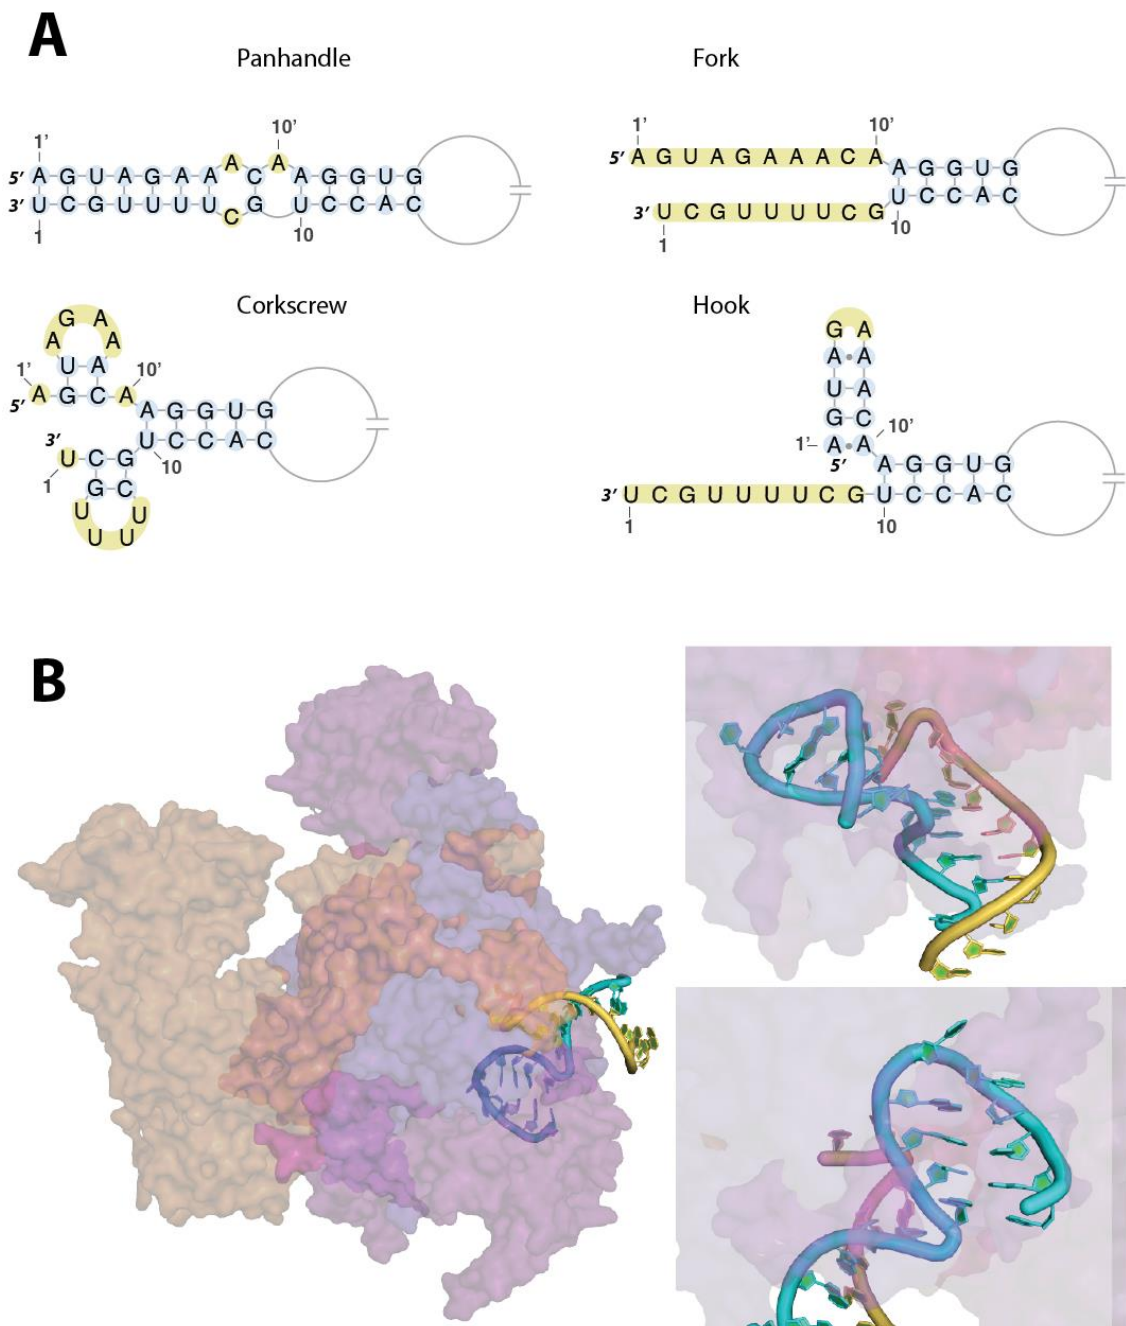 A
Panhandle
Fork
1' 10'
5' A G U A G A A A C A A G G U G
3' U C G U U U U C G U C C A C
1 10
1' 10'
5' A G U A G A A A C A A G G U G
3' U C G U U U U C G U C C A C
1 10
Corkscrew
Hook
G A
A A
U A
1' 10'
5' A G C A A G G U G
3'
U C G U C C A C
1 10
G C
U U
U U
G A
A A
U A
G C 10'
1' A A
5' A G G U G
3' U C G U U U U C G U C C A C
1 10
B